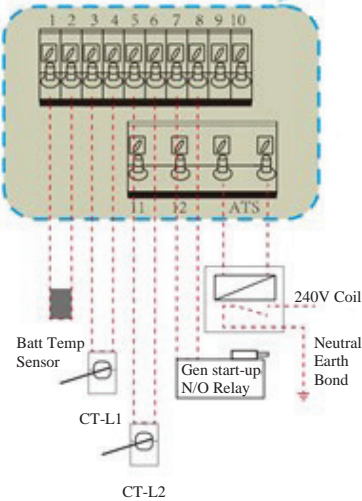 1 2 3 4 5 6 7 8 9 10
11 12 ATS
240V Coil
Batt Temp
Sensor
Gen start-up
N/O Relay
Neutral
Earth
Bond
CT-L1
CT-L2